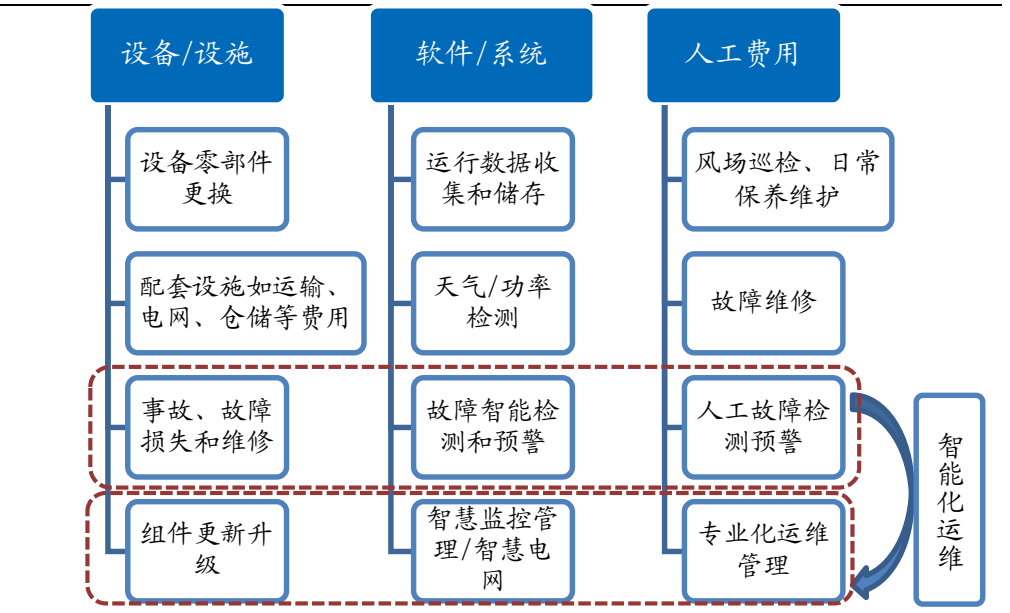 设备/设施
软件/系统
人工费用
设备零部件
更换
运行数据收
集和储存
风场巡检、日常
保养维护
配套设施如运输、
电网、仓储等费用
天气/功率
检测
故障维修
事故、故障
损失和维修
故障智能检
测和预警
人工故障检
测预警
组件更新升
级
智慧监控管
理/智慧电
网
专业化运维
管理
智
能
化
运
维